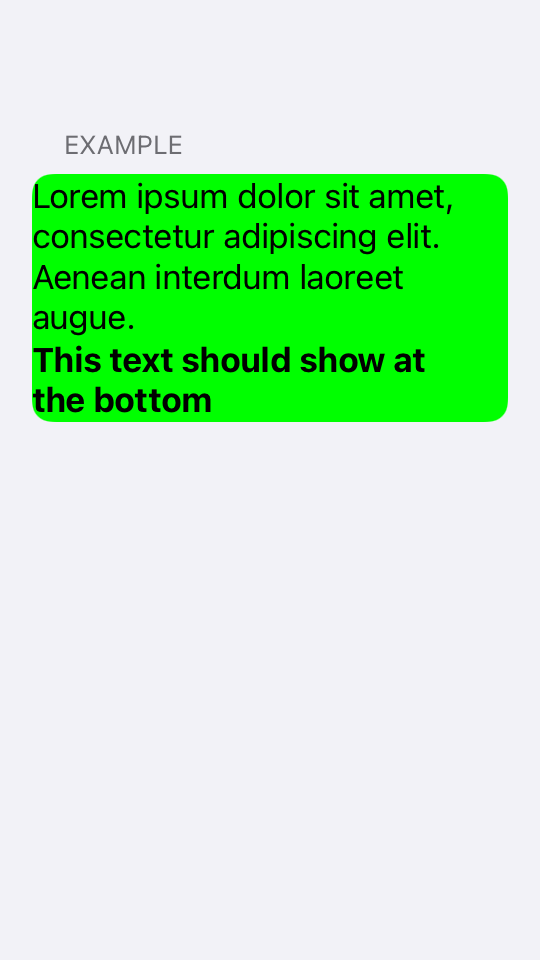 EXAMPLE
Lorem ipsum dolor sit amet,
consectetur adipiscing elit.
Aenean interdum laoreet
augue.
This text should show at
the bottom